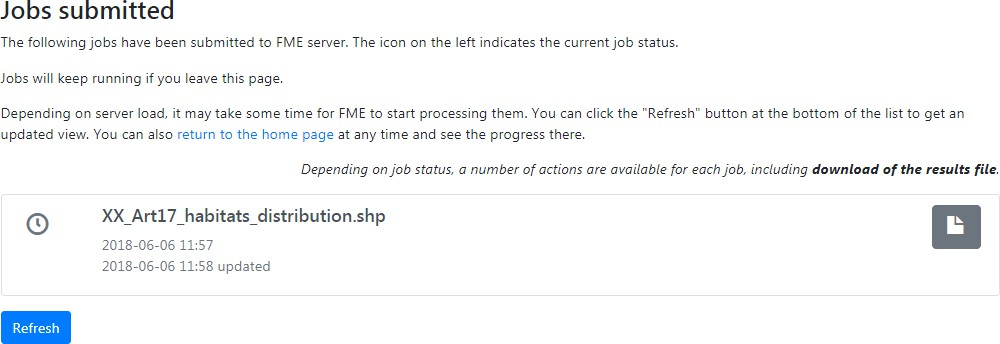 Jobs submitted
The following jobs have been submitted to FME server. The icon on the left indicates the current job status.
Jobs will keep running if you leave this page.
Depending on server load, it may take some time for FME to start processing them. You can click the "Refresh" button at the bottom of the list to get an
updated view. You can also return to the home page at any time and see the progress there.
Depending on job status, a number of actions are available for each job, including download of the results file.
XX_Art17_habitats_distribution.shp
2018-06-06 11:57
2018-06-06 11:58 updated
Refresh